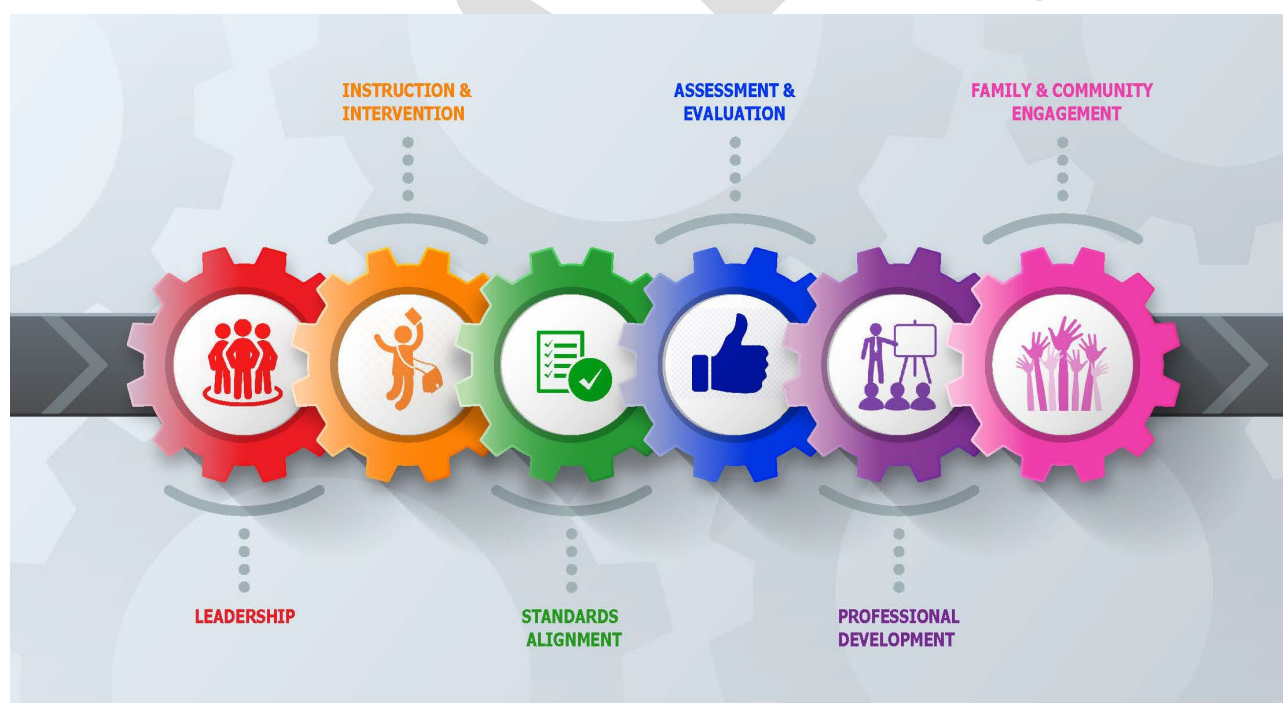 INSTRUCTION &
INTERVENTION
ASSESSMENT &
EVALUATION
FAMILY & COMMUNITY
ENGAGEMENT
LEADERSHIP
STANDARDS
ALIGNMENT
PROFESSIONAL
DEVELOPMENT